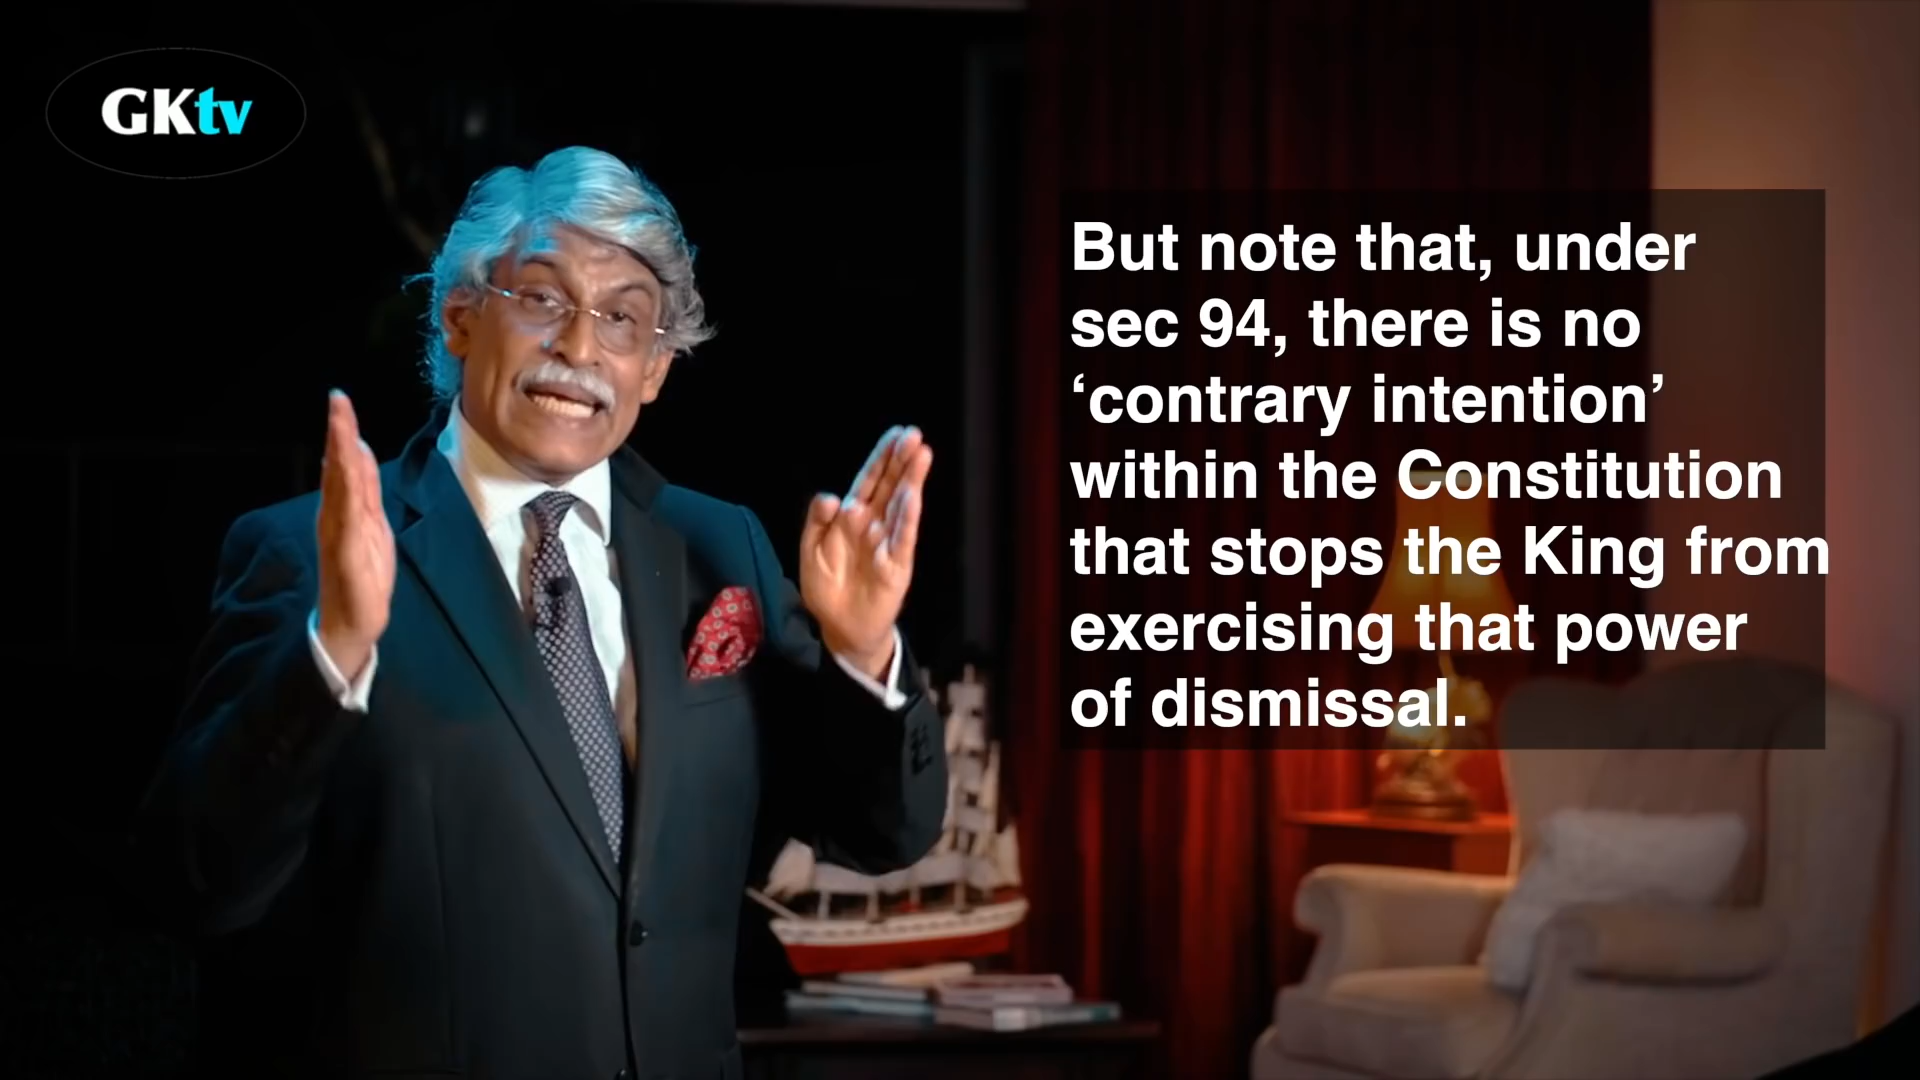 GKtv
But note that, under
sec 94, there is no
‘contrary intention’
within the Constitution
that stops the King from
exercising that power
of dismissal.